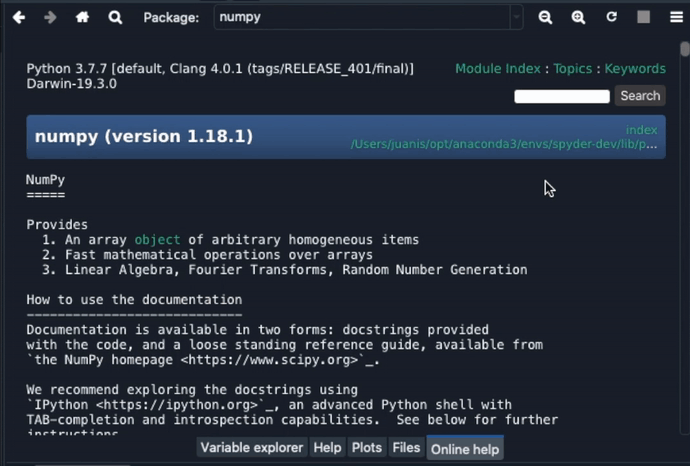 Package: numpy
Python 3.7.7 [default, Clang 4.0.1 (tags/RELEASE_401/final)]
Darwin-19.3.0
Module Index : Topics : Keywords
Search
numpy (version 1.18.1)
index
/Users/juanis/opt/anaconda3/envs/spyder-dev/lib/p...
NumPy
=====
Provides
1. An array object of arbitrary homogeneous items
2. Fast mathematical operations over arrays
3. Linear Algebra, Fourier Transforms, Random Number Generation
How to use the documentation
----------------------------
Documentation is available in two forms: docstrings provided
with the code, and a loose standing reference guide, available from
`the NumPy homepage <https://www.scipy.org>`_.
We recommend exploring the docstrings using
`IPython <https://ipython.org>`_, an advanced Python shell with
TAB-completion and introspection capabilities.  See below for further
instructions
Variable explorer Help Plots Files Online help